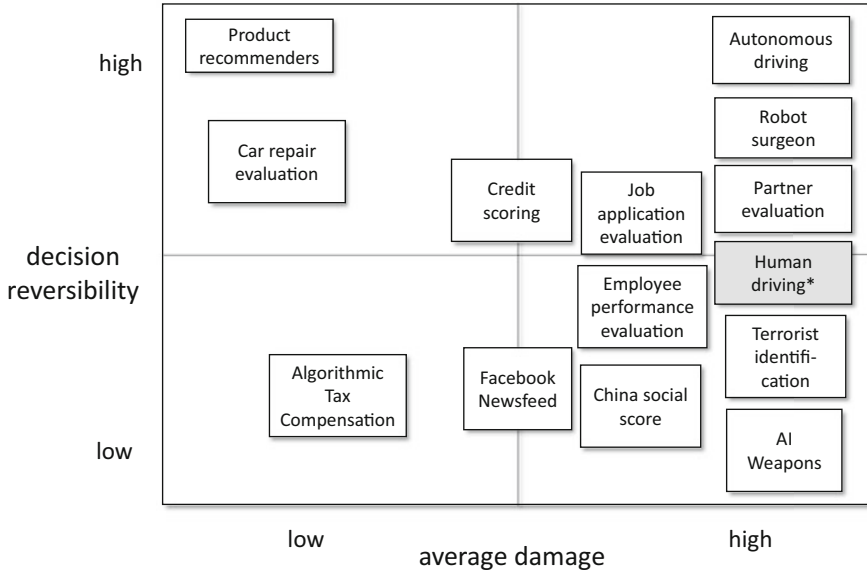 high
decision
reversibility
low
Product
recommenders
Car repair
evaluation
Credit
scoring
Job
application
evaluation
Autonomous
driving
Robot
surgeon
Partner
evaluation
Human
driving*
Employee
performance
evaluation
Terrorist
identifi-
cation
Algorithmic
Tax
Compensation
Facebook
Newsfeed
China social
score
AI
Weapons
low
average damage
high